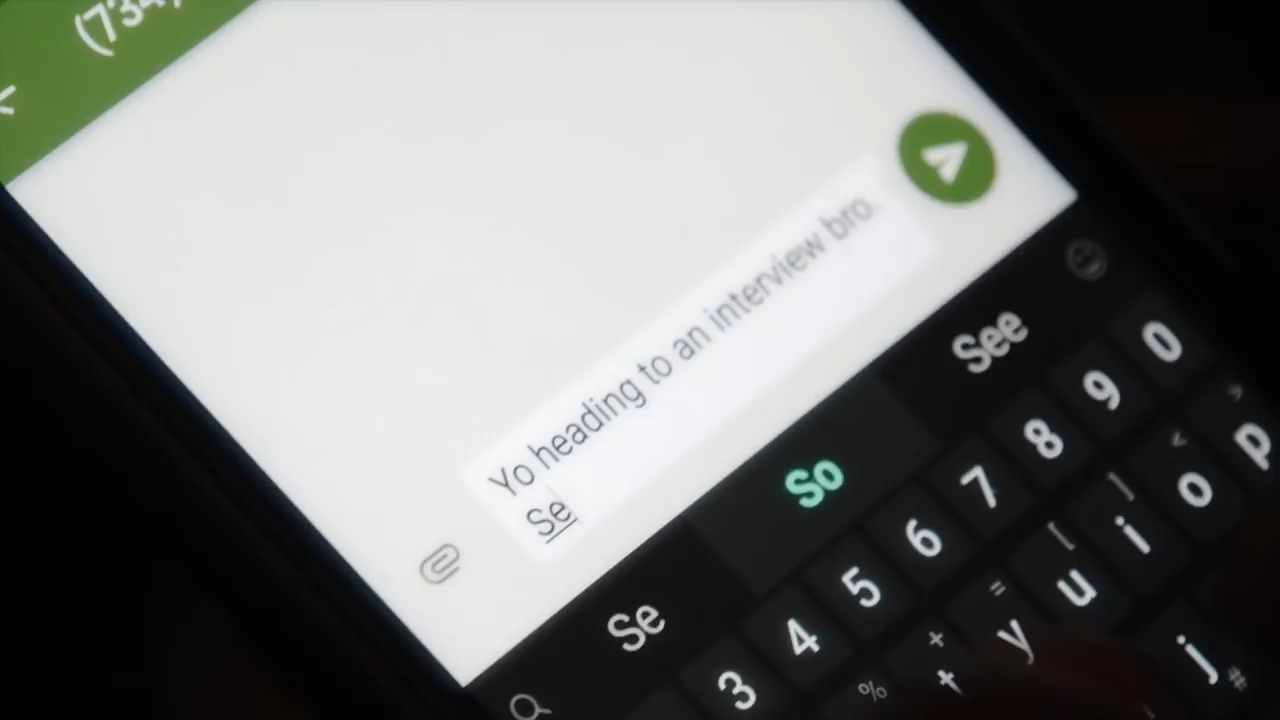 (734)
Yo heading to an interview bro.
Se
Se So See
3 4 5 6 7 8 9 0
% + = [ ] < >
t y u i o p
j
#